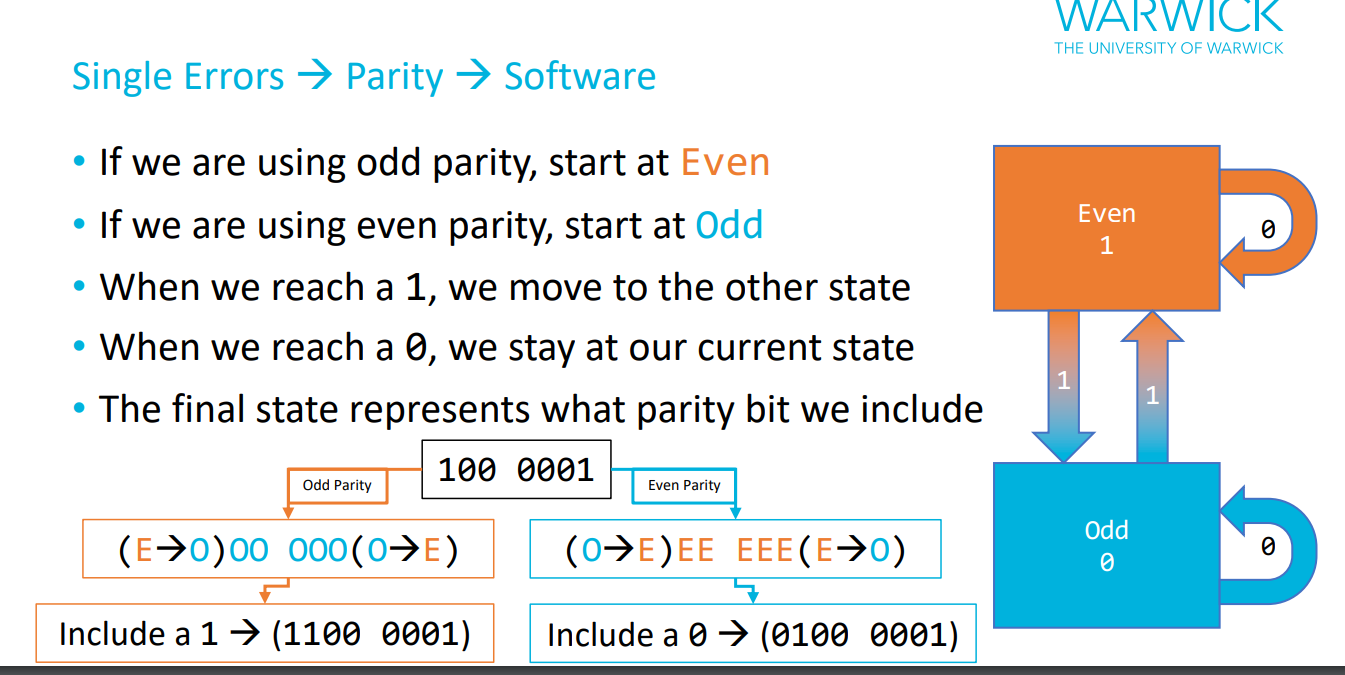 WARWICK
THE UNIVERSITY OF WARWICK
Single Errors → Parity → Software
• If we are using odd parity, start at Even
• If we are using even parity, start at Odd
• When we reach a 1, we move to the other state
• When we reach a 0, we stay at our current state
• The final state represents what parity bit we include
Even
1
0
1
1
Odd
0
0
100 0001
Odd Parity
Even Parity
(E→O)OO OOO(O→E)
(O→E)EE EEE(E→O)
Include a 1 → (1100 0001)
Include a 0 → (0100 0001)